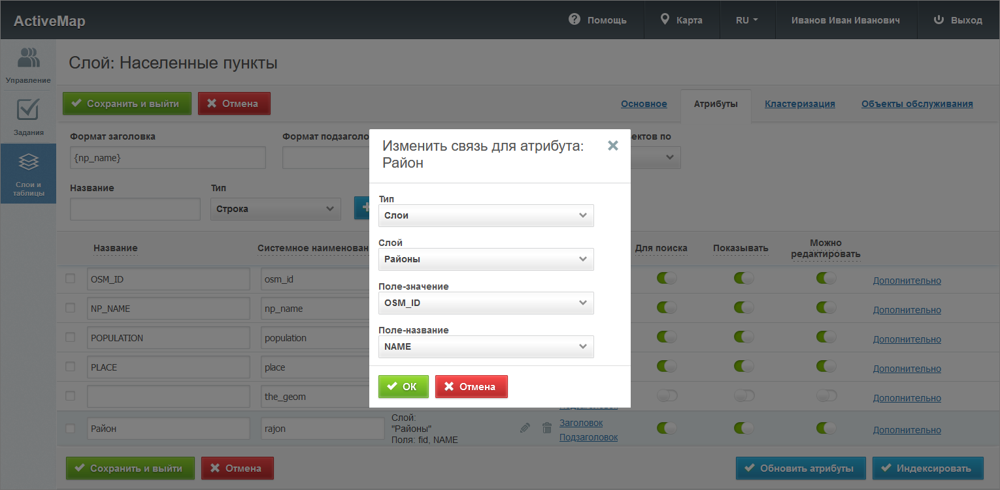 ActiveMap
Помощь
Карта
RU
Иванов Иван Иванович
Выход
Управление
Задания
Слои и
таблицы
Слой: Населенные пункты
Сохранить и выйти
Отмена
Основное
Атрибуты
Кластеризация
Объекты обслуживания
Формат заголовка
Формат подзаголо
ектов по
{np_name}
Название
Тип
Строка
Изменить связь для атрибута:
Район
Тип
Слои
Слой
Районы
Поле-значение
OSM_ID
Поле-название
NAME
ОК
Отмена
Название
Системное наименован
Для поиска
Показывать
Можно
редактировать
OSM_ID
osm_id
Дополнительно
NP_NAME
np_name
Дополнительно
POPULATION
population
Дополнительно
PLACE
place
Дополнительно
the_geom
Дополнительно
Район
rajon
Слой:
"Районы"
Поля: fid, NAME
Заголовок
Подзаголовок
Дополнительно
Сохранить и выйти
Отмена
Обновить атрибуты
Индексировать